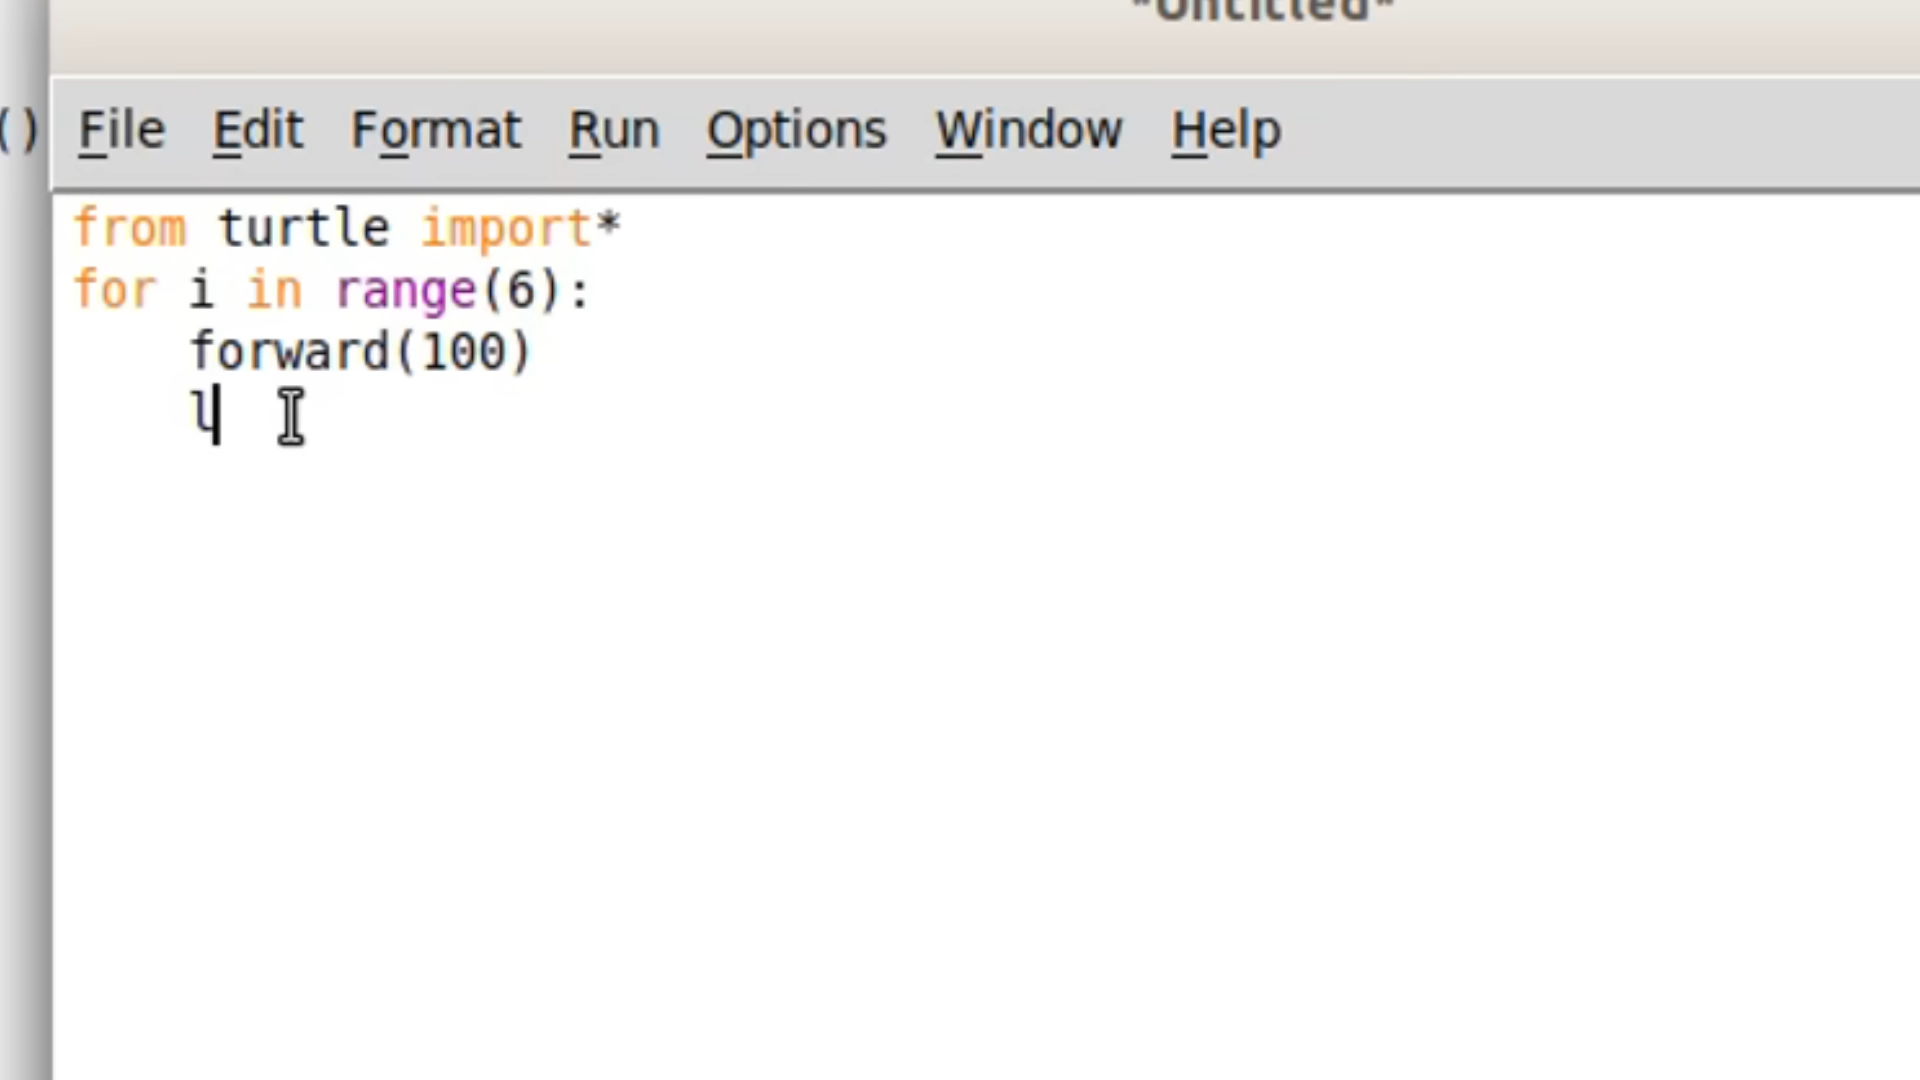 *Untitled*
() File Edit Format Run Options Window Help
from turtle import*
for i in range(6):
    forward(100)
    l